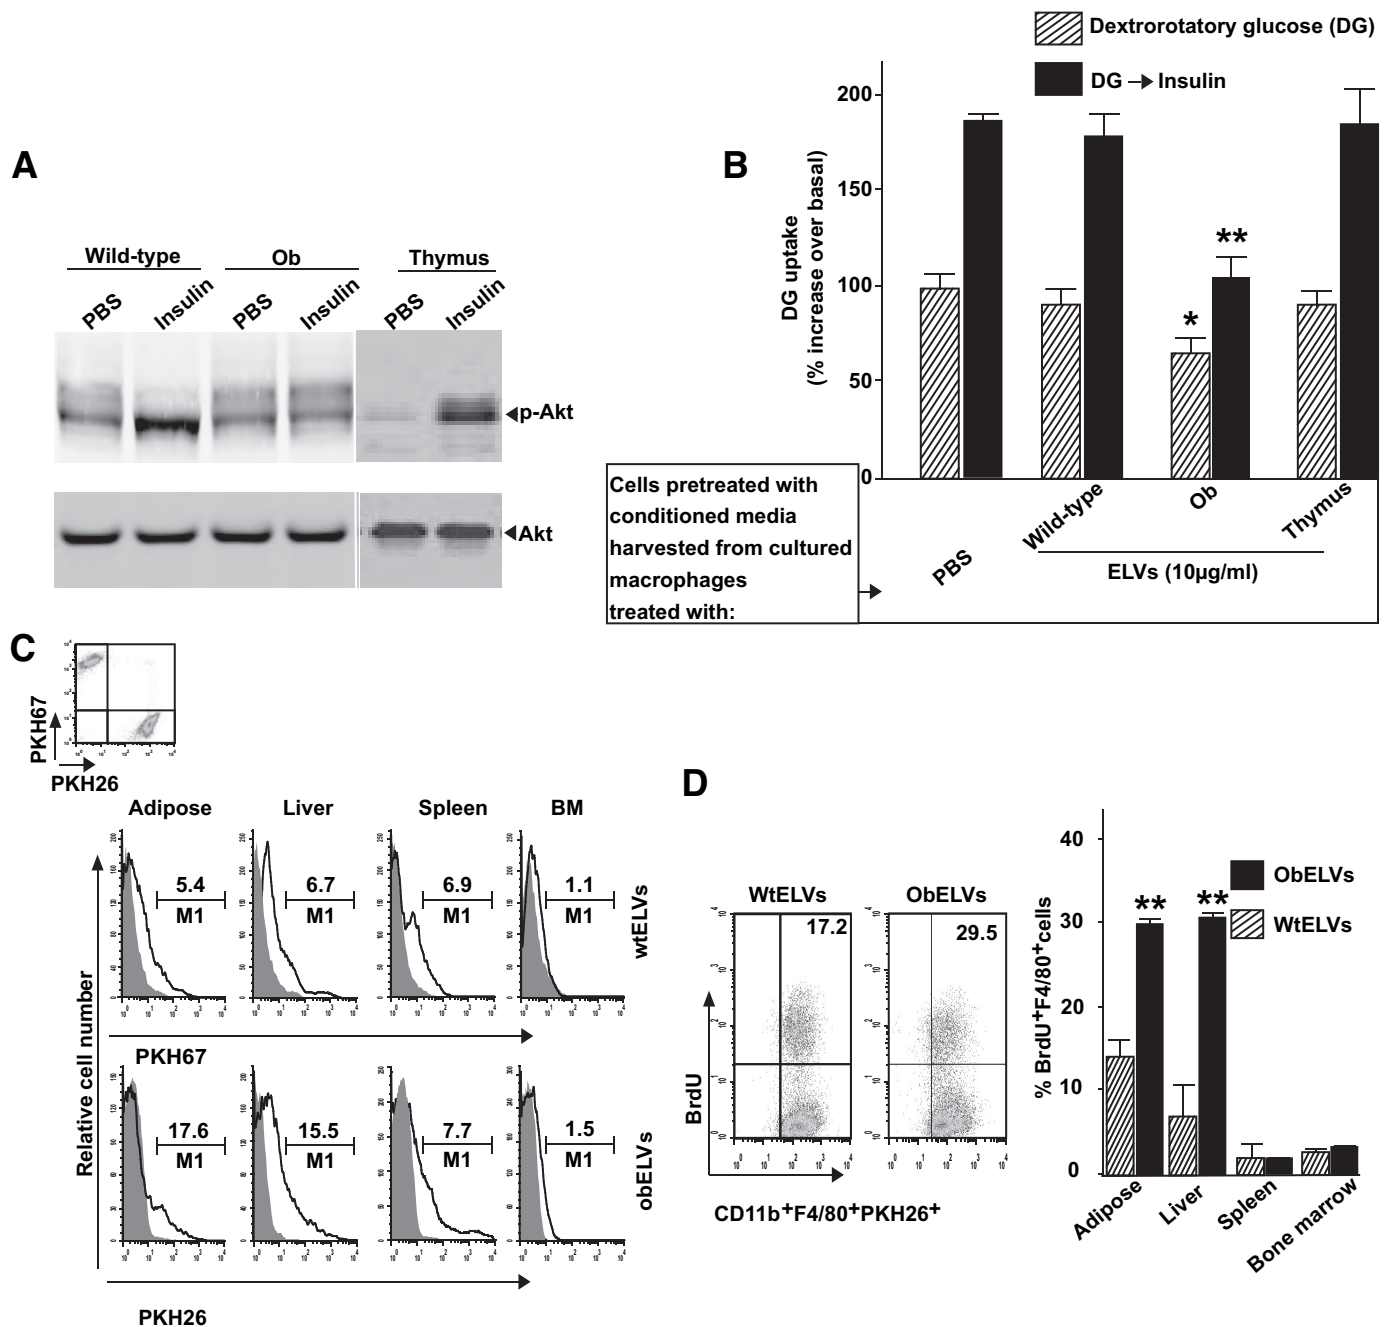 A
Wild-type Ob Thymus
PBS Insulin PBS Insulin PBS Insulin
p-Akt
Akt
B
Dextrorotatory glucose (DG)
DG → Insulin
DG uptake
(% increase over basal)
200
150
100
50
0
*
**
Cells pretreated with
conditioned media
harvested from cultured
macrophages
treated with:
PBS Wild-type Ob Thymus
ELVs (10µg/ml)
C
PKH67
PKH26
Adipose Liver Spleen BM
5.4 6.7 6.9 1.1
M1 M1 M1 M1
wtELVs
PKH67
17.6 15.5 7.7 1.5
M1 M1 M1 M1
obELVs
Relative cell number
PKH26
D
WtELVs ObELVs
17.2 29.5
BrdU
CD11b+F4/80+PKH26+
% BrdU+F4/80+cells
40
30
20
10
0
ObELVs
WtELVs
** **
Adipose Liver Spleen Bone marrow